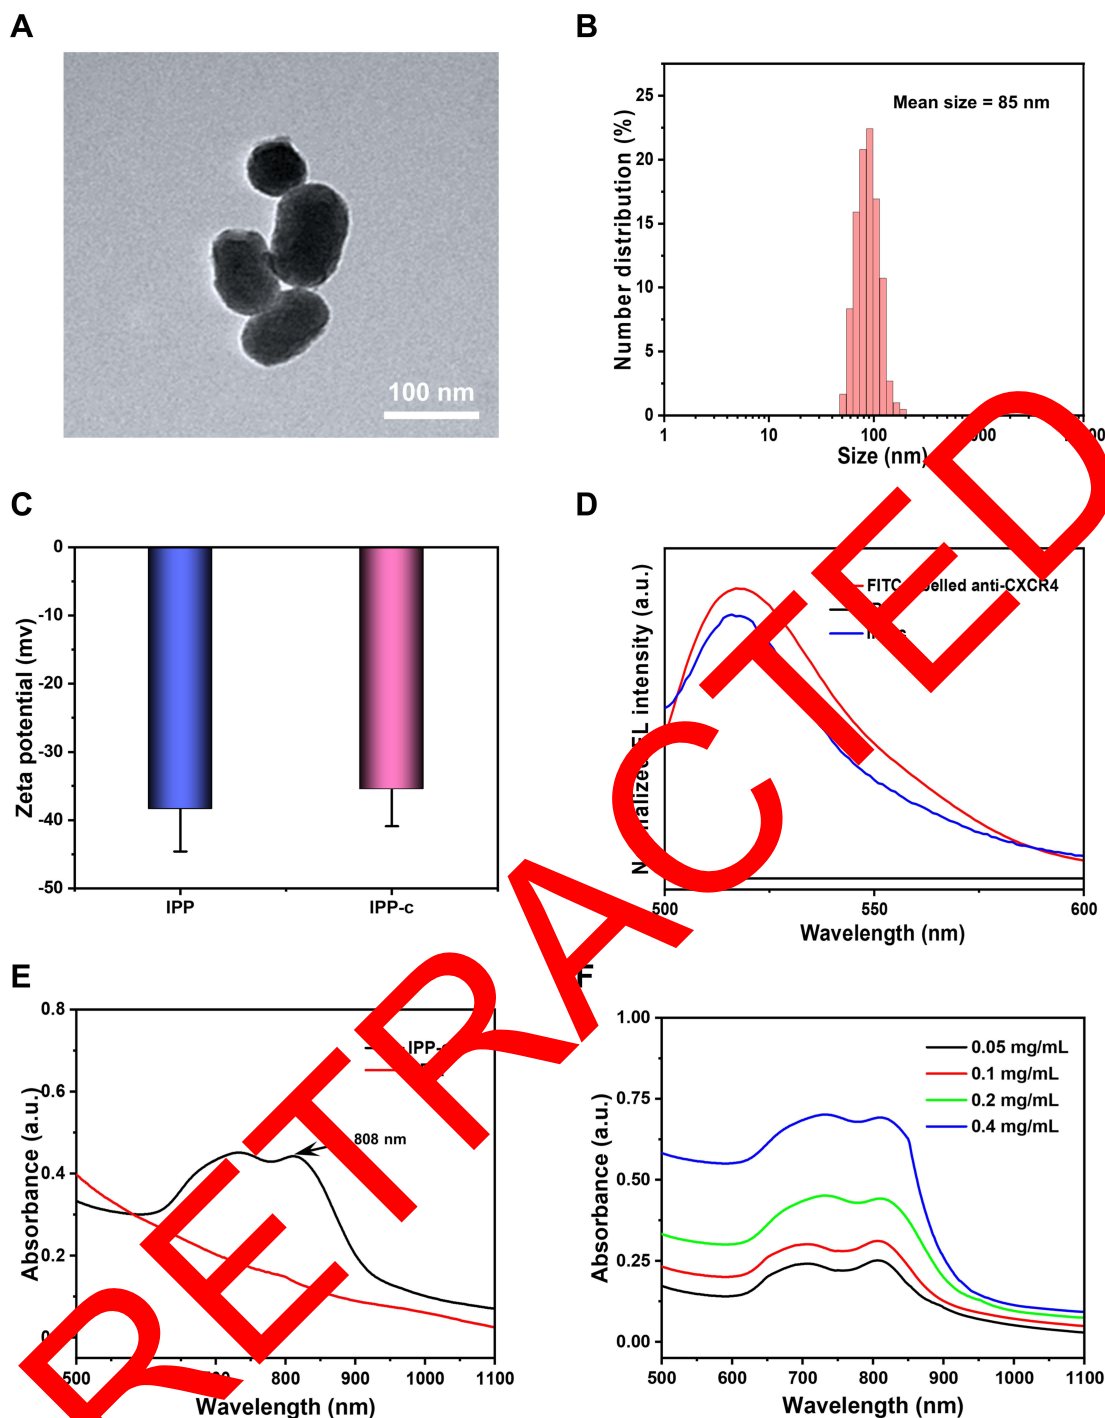 A
100 nm
B
Mean size = 85 nm
Number distribution (%)
25
20
15
10
5
0
1
10
100
Size (nm)
C
Zeta potential (mv)
0
-10
-20
-30
-40
-50
IPP
IPP-c
D
FITC anti-CXCR4
intensity (a.u.)
500
550
600
Wavelength (nm)
E
Absorbance (a.u.)
0.8
0.6
0.4
0.2
808 nm
500
800
900
1000
1100
Wavelength (nm)
F
Absorbance (a.u.)
1.00
0.75
0.50
0.25
0.00
0.05 mg/mL
0.1 mg/mL
0.2 mg/mL
0.4 mg/mL
500
600
700
800
900
1000
1100
Wavelength (nm)
RETRACTED